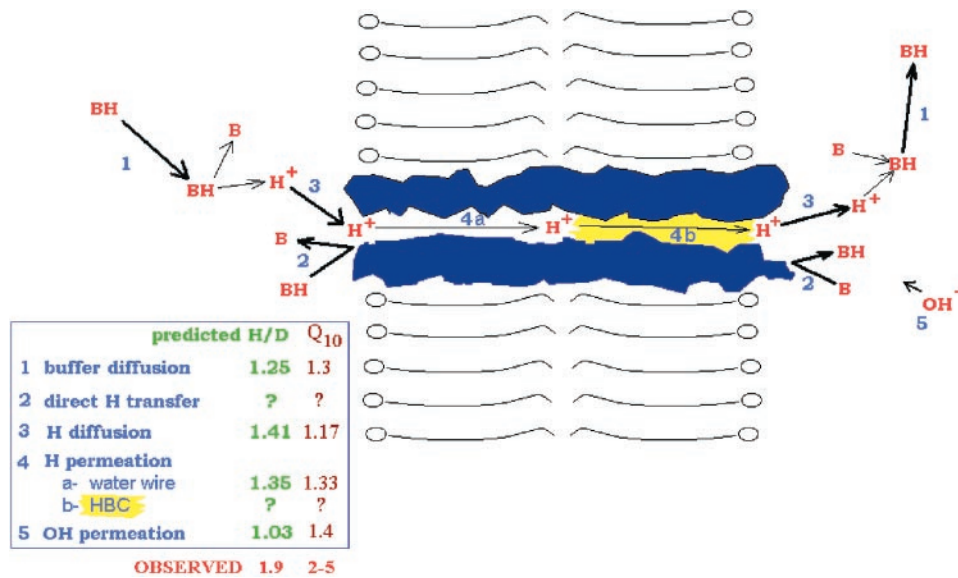 BH
1
B
BH
H+
3
H+
4a
H+
4b
H+
B
2
BH
BH
1
B
BH
3
H+
BH
2
B
OH-
5
predicted H/D Q10
1 buffer diffusion 1.25 1.3
2 direct H transfer ? ?
3 H diffusion 1.41 1.17
4 H permeation
a- water wire 1.35 1.33
b- HBC ? ?
5 OH permeation 1.03 1.4
OBSERVED 1.9 2-5